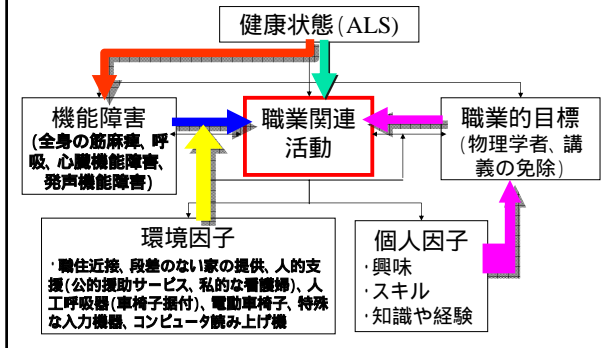 健康状態(ALS)
機能障害
(全身の筋麻痺、呼
吸、心臓機能障害、
発声機能障害)
職業関連
活動
職業的目標
(物理学者、講
義の免除)
環境因子
・職住近接、段差のない家の提供、人的支
援(公的援助サービス、私的な看護婦)、人
工呼吸器(車椅子据付)、電動車椅子、特殊
な入力機器、コンピュータ読み上げ機
個人因子
・興味
・スキル
・知識や経験